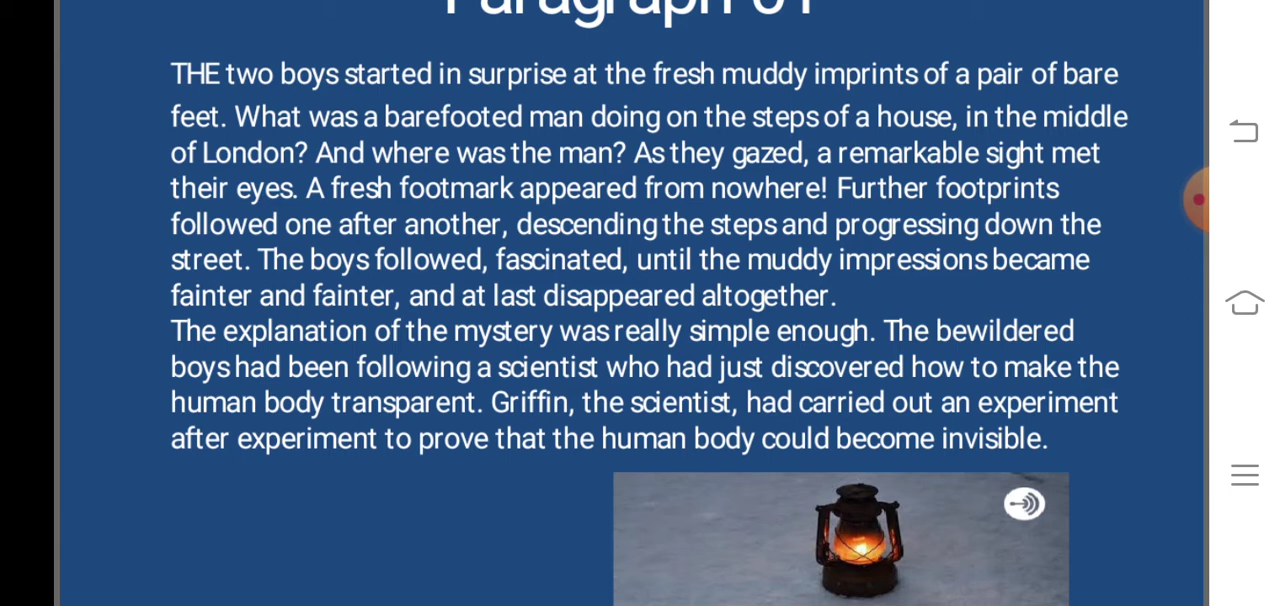 Paragraph 01
THE two boys started in surprise at the fresh muddy imprints of a pair of bare
feet. What was a barefooted man doing on the steps of a house, in the middle
of London? And where was the man? As they gazed, a remarkable sight met
their eyes. A fresh footmark appeared from nowhere! Further footprints
followed one after another, descending the steps and progressing down the
street. The boys followed, fascinated, until the muddy impressions became
fainter and fainter, and at last disappeared altogether.
The explanation of the mystery was really simple enough. The bewildered
boys had been following a scientist who had just discovered how to make the
human body transparent. Griffin, the scientist, had carried out an experiment
after experiment to prove that the human body could become invisible.